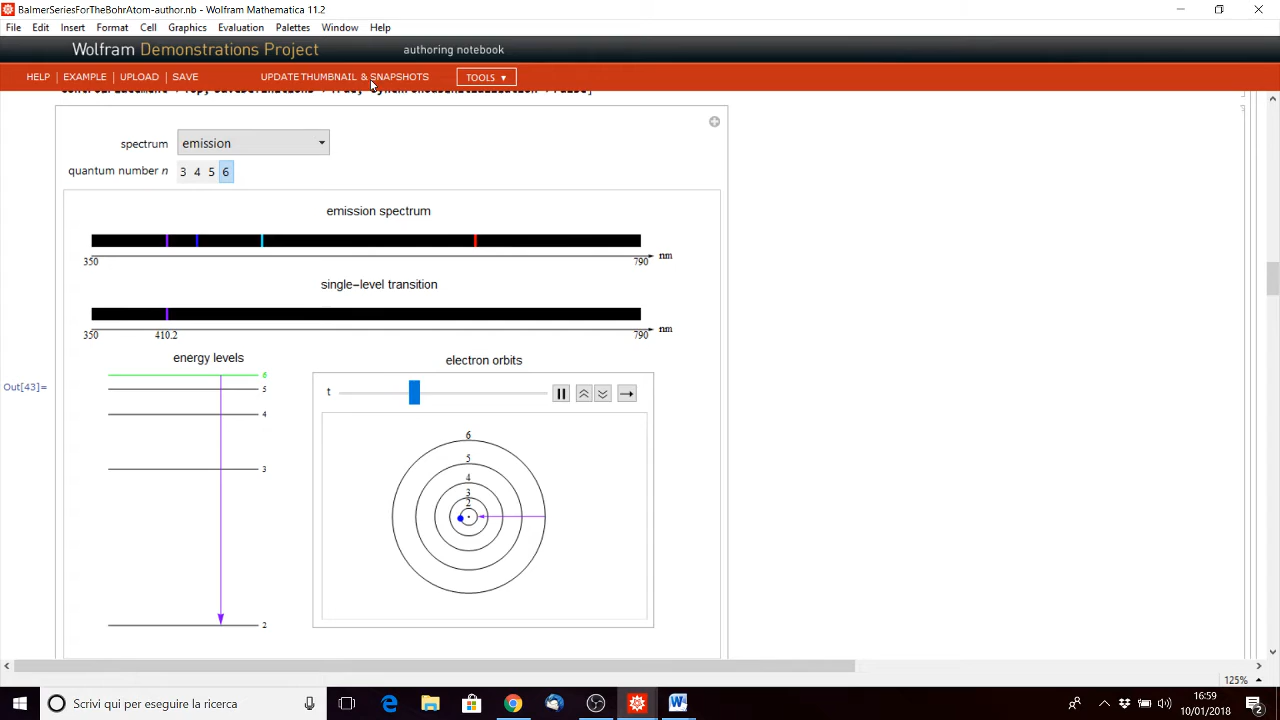 BalmerSeriesForTheBohrAtom-author.nb - Wolfram Mathematica 11.2
File Edit Insert Format Cell Graphics Evaluation Palettes Window Help
Wolfram Demonstrations Project authoring notebook
HELP | EXAMPLE | UPLOAD | SAVE UPDATE THUMBNAIL & SNAPSHOTS TOOLS ▼
spectrum emission
quantum number n 3 4 5 6
emission spectrum
nm
350 790
single-level transition
nm
350 410.2 790
energy levels electron orbits
6
5
4
3
2
t
6
5
4
3
2
Out[43]=
125%
Scrivi qui per eseguire la ricerca
16:59
10/01/2018
2